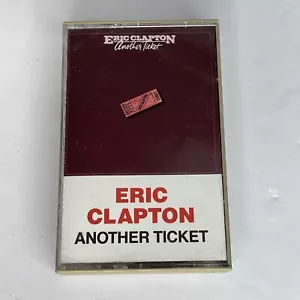 ERIC CLAPTON
Another Ticket
ERIC
CLAPTON
ANOTHER TICKET